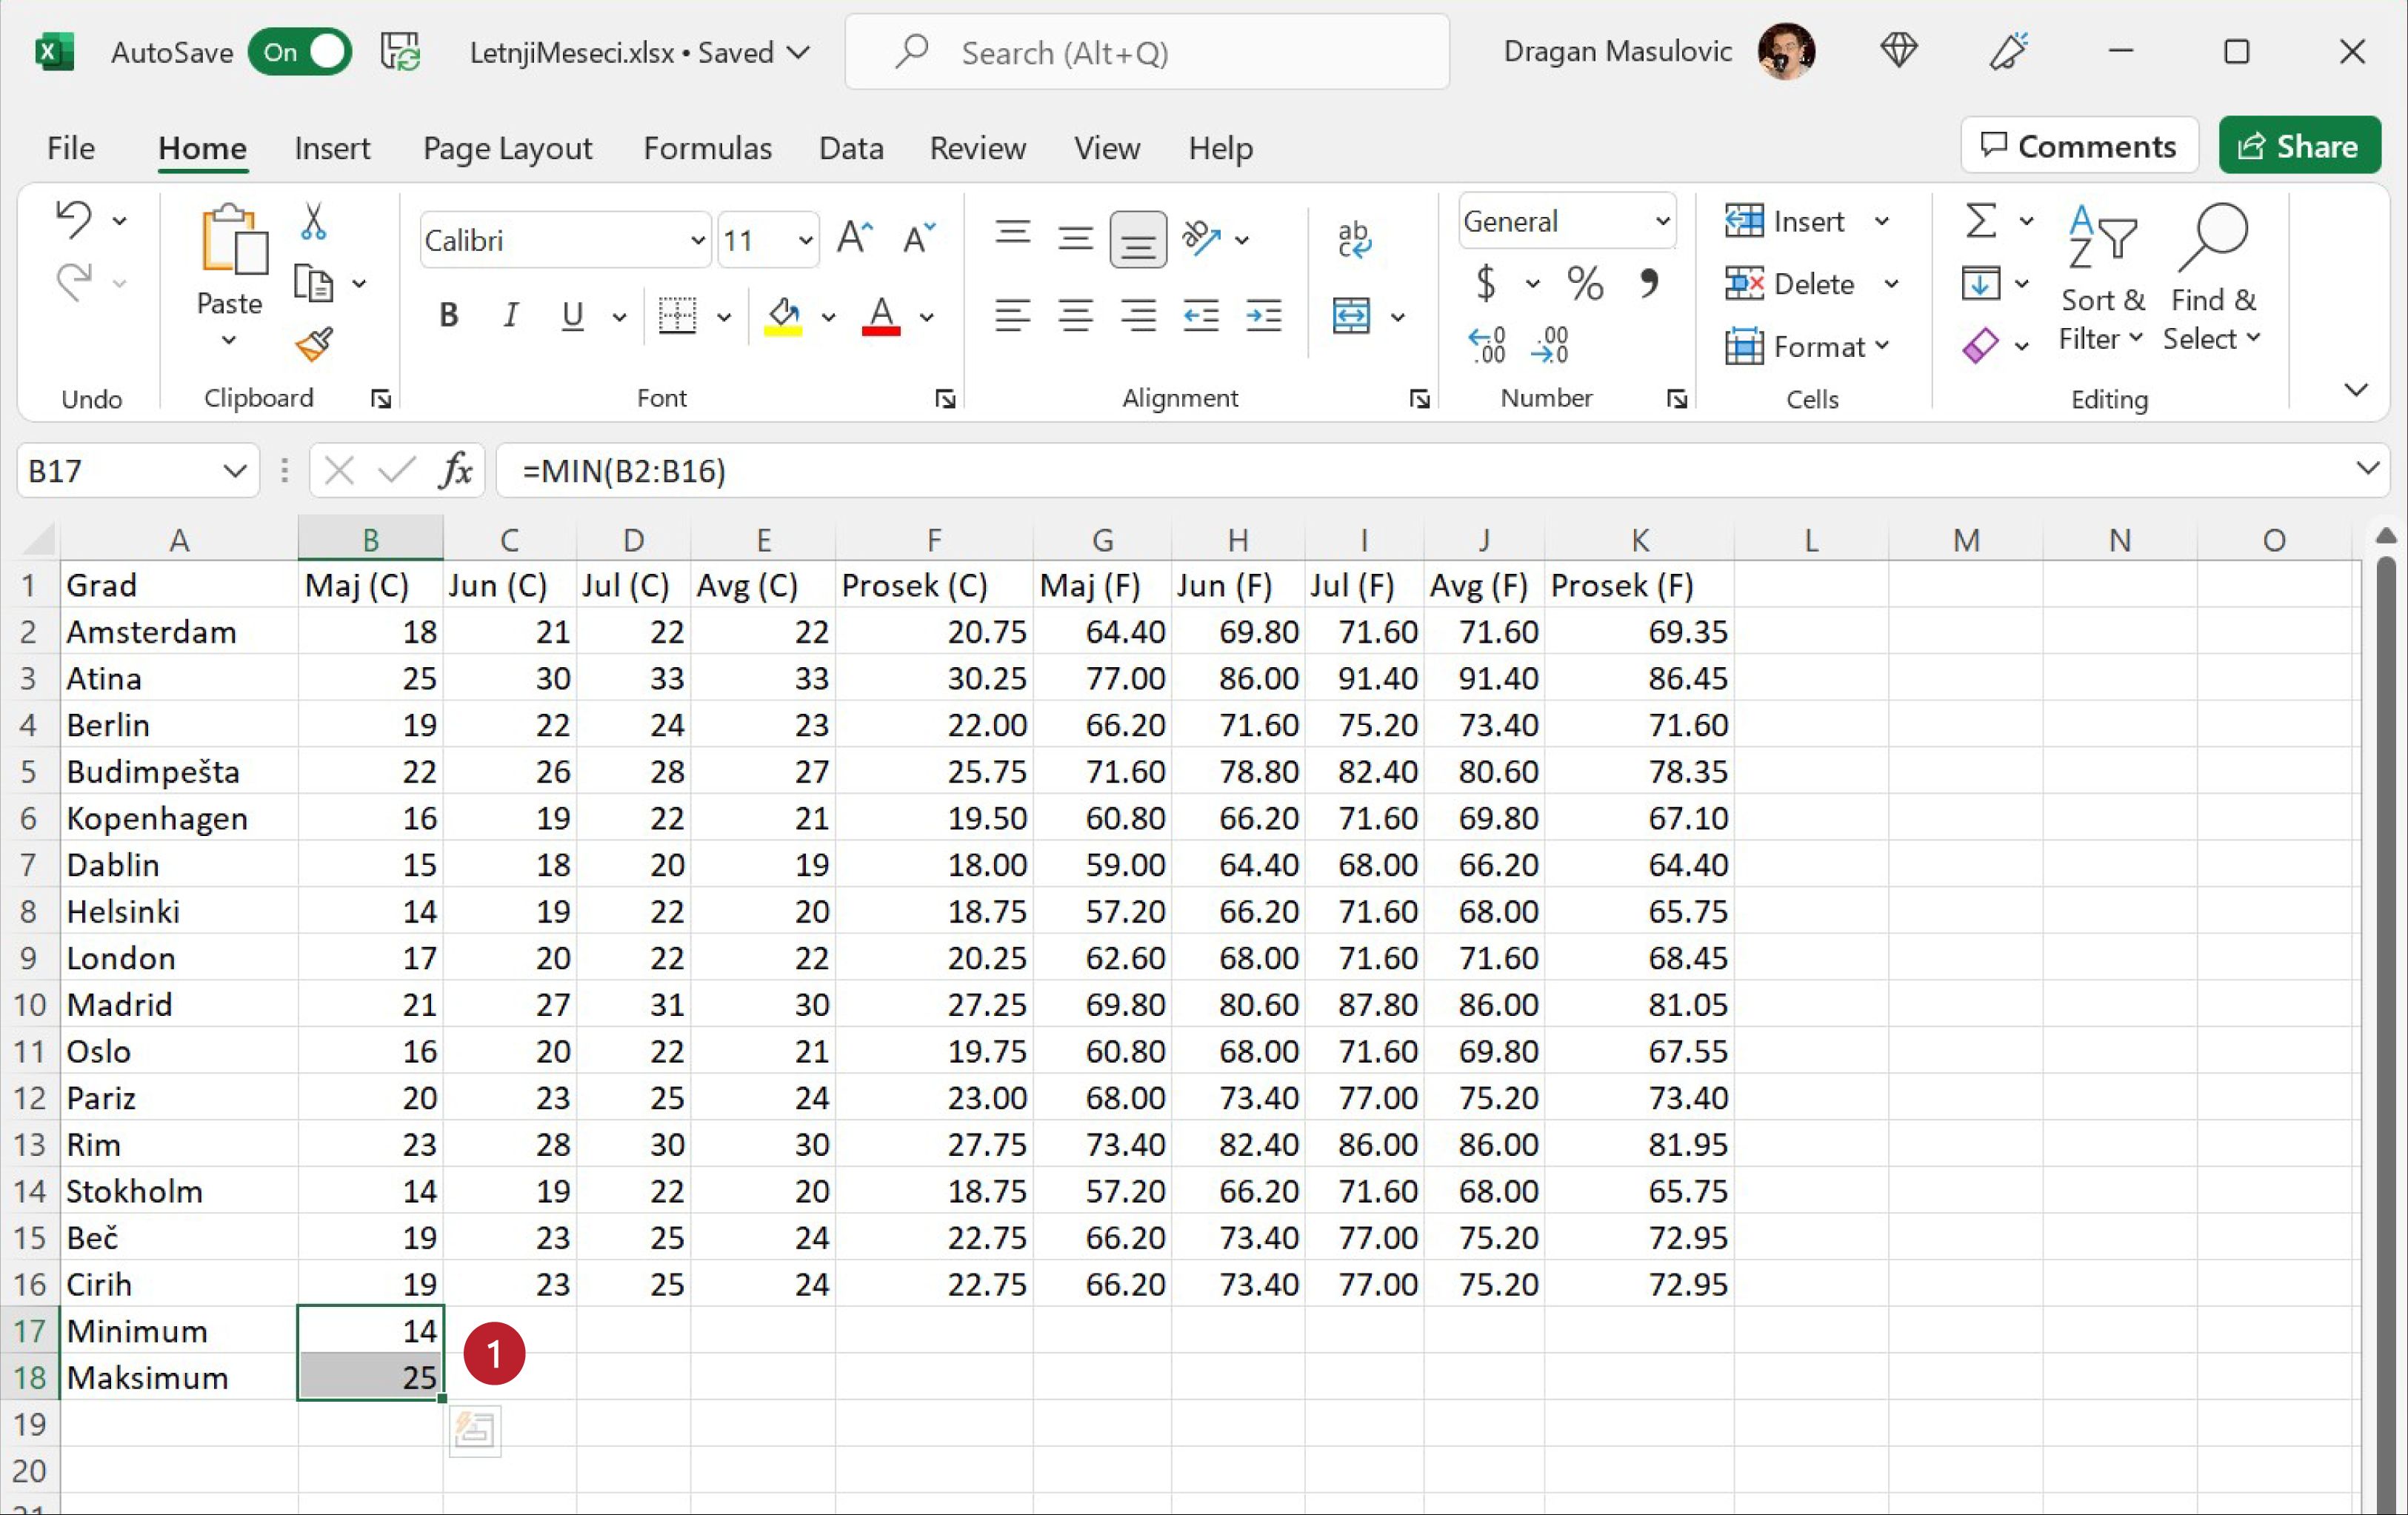 X AutoSave On LetnjiMeseci.xlsx • Saved Search (Alt+Q) Dragan Masulovic
File Home Insert Page Layout Formulas Data Review View Help Comments Share
Calibri 11 A A ab General Insert Σ A
Paste ab c $ % , Delete Z Sort & Find &
B I U A ←.0 .00 .00 →.0 Format Filter Select
Undo Clipboard Font Alignment Number Cells Editing
B17 fx =MIN(B2:B16)
A B C D E F G H I J K L M N O
1 Grad Maj (C) Jun (C) Jul (C) Avg (C) Prosek (C) Maj (F) Jun (F) Jul (F) Avg (F) Prosek (F)
2 Amsterdam 18 21 22 22 20.75 64.40 69.80 71.60 71.60 69.35
3 Atina 25 30 33 33 30.25 77.00 86.00 91.40 91.40 86.45
4 Berlin 19 22 24 23 22.00 66.20 71.60 75.20 73.40 71.60
5 Budimpešta 22 26 28 27 25.75 71.60 78.80 82.40 80.60 78.35
6 Kopenhagen 16 19 22 21 19.50 60.80 66.20 71.60 69.80 67.10
7 Dablin 15 18 20 19 18.00 59.00 64.40 68.00 66.20 64.40
8 Helsinki 14 19 22 20 18.75 57.20 66.20 71.60 68.00 65.75
9 London 17 20 22 22 20.25 62.60 68.00 71.60 71.60 68.45
10 Madrid 21 27 31 30 27.25 69.80 80.60 87.80 86.00 81.05
11 Oslo 16 20 22 21 19.75 60.80 68.00 71.60 69.80 67.55
12 Pariz 20 23 25 24 23.00 68.00 73.40 77.00 75.20 73.40
13 Rim 23 28 30 30 27.75 73.40 82.40 86.00 86.00 81.95
14 Stokholm 14 19 22 20 18.75 57.20 66.20 71.60 68.00 65.75
15 Beč 19 23 25 24 22.75 66.20 73.40 77.00 75.20 72.95
16 Cirih 19 23 25 24 22.75 66.20 73.40 77.00 75.20 72.95
17 Minimum 14
1
18 Maksimum 25
19
20
21